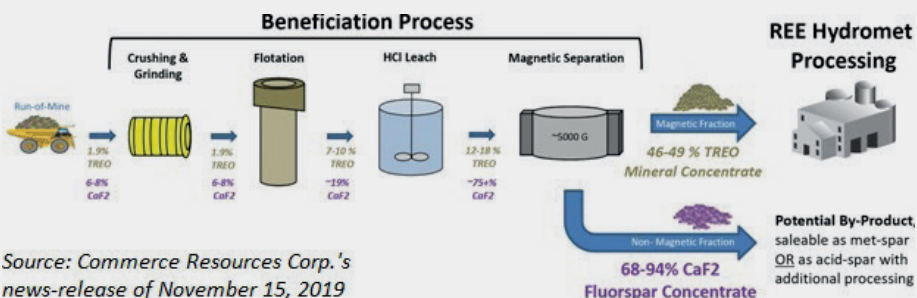 Beneficiation Process
REE Hydromet
Processing
Crushing &
Grinding
Flotation
HCl Leach
Magnetic Separation
Run-of-Mine
1.9%
TREO
6-8%
CaF2
1.9%
TREO
6-8%
CaF2
7-10 %
TREO
~19%
CaF2
12-18 %
TREO
~75+%
CaF2
~5000 G
Magnetic Fraction
46-49 % TREO
Mineral Concentrate
Non- Magnetic Fraction
68-94% CaF2
Fluorspar Concentrate
Potential By-Product,
saleable as met-spar
OR as acid-spar with
additional processing
Source: Commerce Resources Corp.'s
news-release of November 15, 2019